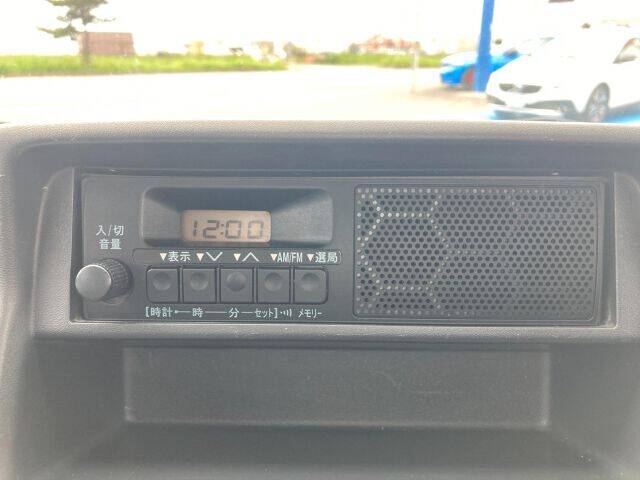 12:00
入/切
音量
▼表示 ▼∨ ▼∧ ▼AM/FM ▼選局
[時計•─時─分─セット]•))) メモリー